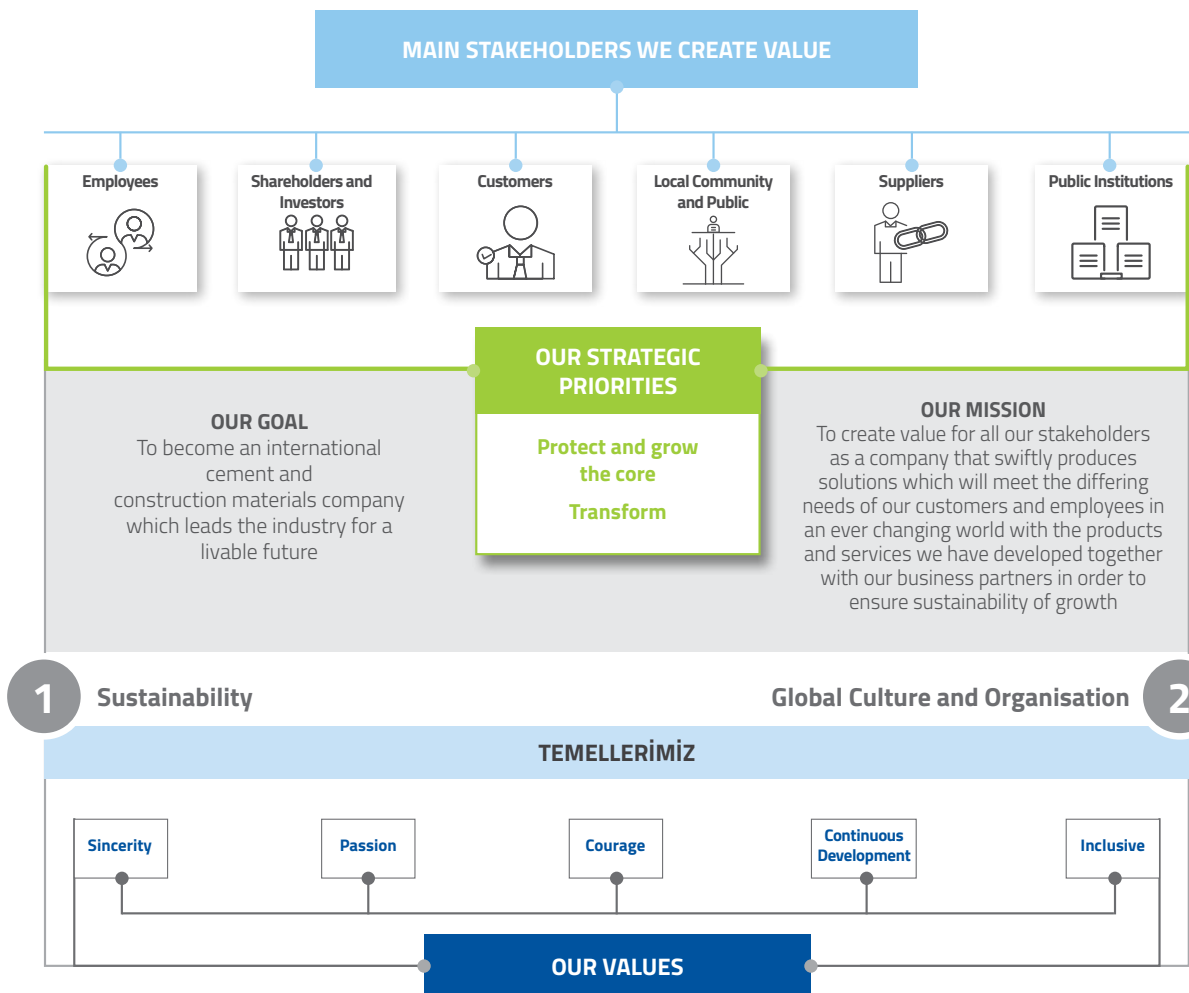 MAIN STAKEHOLDERS WE CREATE VALUE
Employees
Shareholders and
Investors
Customers
Local Community
and Public
Suppliers
Public Institutions
OUR STRATEGIC
PRIORITIES
Protect and grow
the core
Transform
OUR GOAL
To become an international
cement and
construction materials company
which leads the industry for a
livable future
OUR MISSION
To create value for all our stakeholders
as a company that swiftly produces
solutions which will meet the differing
needs of our customers and employees in
an ever changing world with the products
and services we have developed together
with our business partners in order to
ensure sustainability of growth
1 Sustainability
Global Culture and Organisation 2
TEMELLERİMİZ
Sincerity
Passion
Courage
Continuous
Development
Inclusive
OUR VALUES